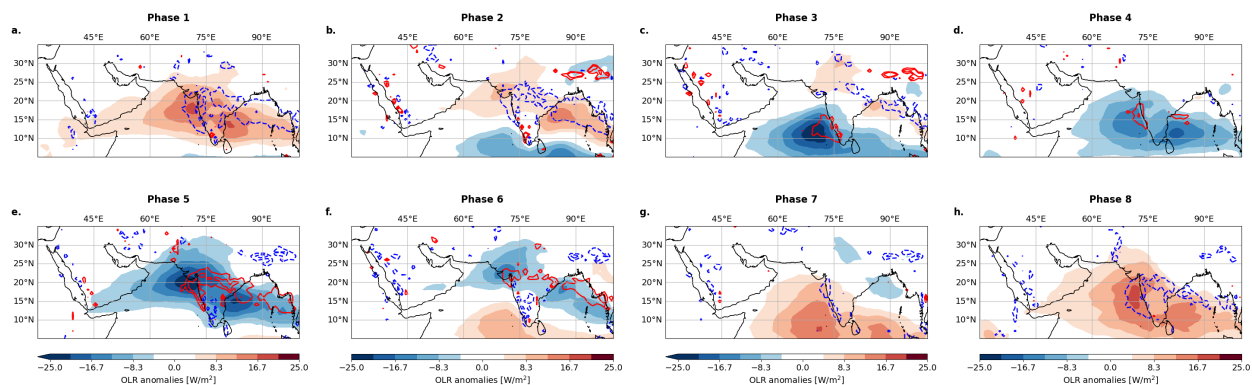 Phase 1
Phase 2
Phase 3
Phase 4
a.
b.
c.
d.
45°E 60°E 75°E 90°E
45°E 60°E 75°E 90°E
45°E 60°E 75°E 90°E
45°E 60°E 75°E 90°E
30°N
25°N
20°N
15°N
10°N
30°N
25°N
20°N
15°N
10°N
30°N
25°N
20°N
15°N
10°N
30°N
25°N
20°N
15°N
10°N
Phase 5
Phase 6
Phase 7
Phase 8
e.
f.
g.
h.
45°E 60°E 75°E 90°E
45°E 60°E 75°E 90°E
45°E 60°E 75°E 90°E
45°E 60°E 75°E 90°E
30°N
25°N
20°N
15°N
10°N
30°N
25°N
20°N
15°N
10°N
30°N
25°N
20°N
15°N
10°N
30°N
25°N
20°N
15°N
10°N
−25.0 −16.7 −8.3 0.0 8.3 16.7 25.0
−25.0 −16.7 −8.3 0.0 8.3 16.7 25.0
−25.0 −16.7 −8.3 0.0 8.3 16.7 25.0
−25.0 −16.7 −8.3 0.0 8.3 16.7 25.0
OLR anomalies [W/m²]
OLR anomalies [W/m²]
OLR anomalies [W/m²]
OLR anomalies [W/m²]